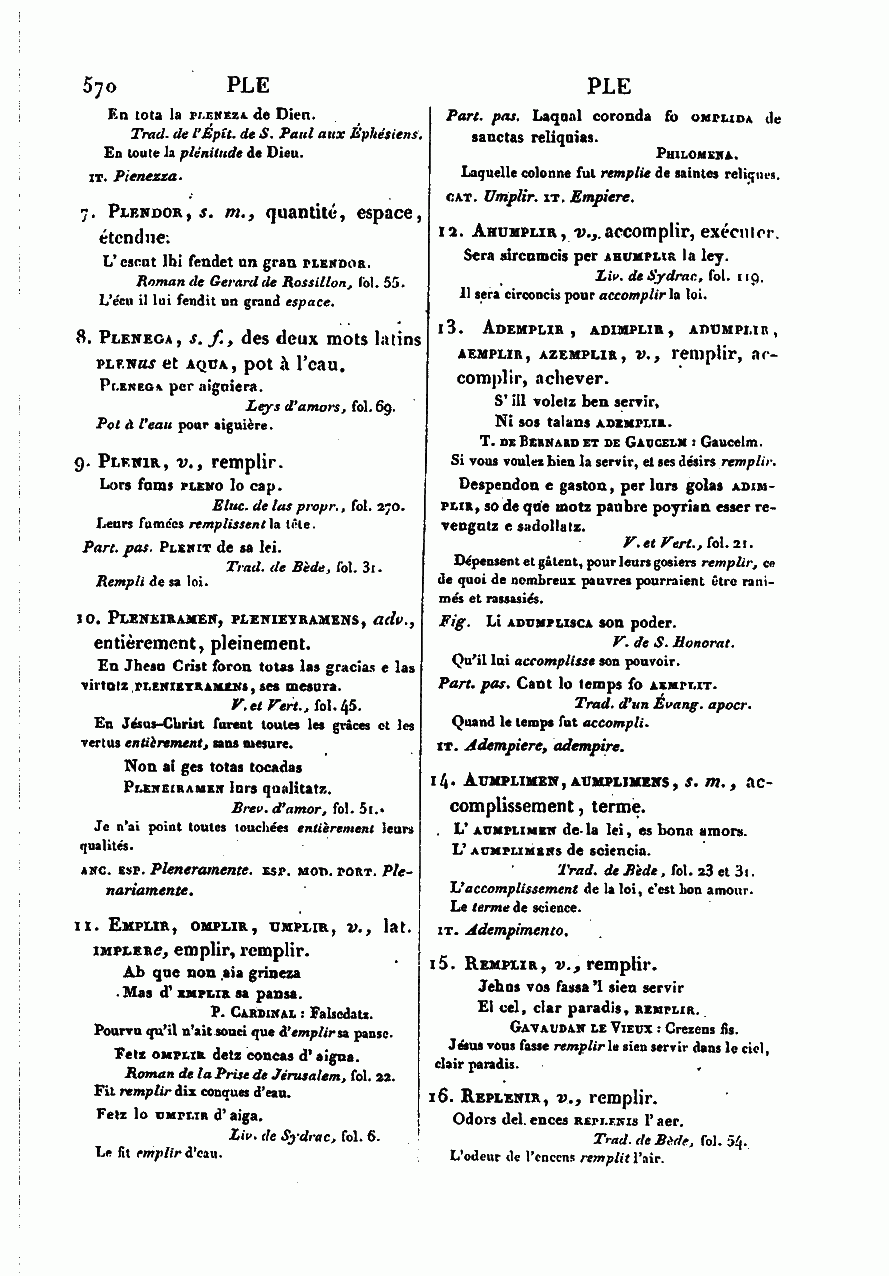 570 PLE PLE
En tota la PLENEZA de Dieu.
Trad. de l'Épît. de S. Paul aux Éphésiens.
En toute la plénitude de Dieu.
IT. Pienezza.
7. PLENDOR, s. m., quantité, espace,
étendue.
L'escut lhi fendet un gran PLENDOR.
Roman de Gerard de Rossillon, fol. 55.
L'écu il lui fendit un grand espace.
8. PLENEGA, s. f., des deux mots latins
PLENus et AQUA, pot à l'eau.
PLENEGA per aiguiera.
Leys d'amors, fol. 69.
Pot à l'eau pour aiguière.
9. PLENIR, v., remplir.
Lors fums PLENO lo cap.
Eluc. de las propr., fol. 270.
Leurs fumées remplissent la tête.
Part. pas. PLENIT de sa lei.
Trad. de Bède, fol. 31.
Rempli de sa loi.
10. PLENEIRAMEN, PLENIEYRAMENS, adv.,
entièrement, pleinement.
En Jhesu Crist foron totas las gracias e las
virtutz PLENIEYRAMENS, ses mesura.
V. et Vert., fol. 45.
En Jésus-Christ furent toutes les grâces et les
vertus entièrement, sans mesure.
Non ai ges totas tocadas
PLENEIRAMEN lurs qualitatz.
Brev. d'amor, fol. 51.
Je n'ai point toutes touchées entièrement leurs
qualités.
ANC. ESP. Pleneramente. ESP. MOD. PORT. Ple-
nariamente.
11. EMPLIR, OMPLIR, UMPLIR, v., lat.
IMPLERe, emplir, remplir.
Ab que non aia grineza
Mas d'EMPLIR sa pansa.
P. CARDINAL : Falsedatz.
Pourvu qu'il n'ait souci que d'emplir sa panse.
Fetz OMPLIR detz concas d'aigua.
Roman de la Prise de Jérusalem, fol. 22.
Fit remplir dix conques d'eau.
Fetz lo UMPLIR d'aiga.
Liv. de Sydrac, fol. 6.
Le fit emplir d'eau.
Part. pas. Laqual coronda fo OMPLIDA de
sanctas reliquias.
PHILOMENA.
Laquelle colonne fut remplie de saintes reliques.
CAT. Umplir. IT. Empiere.
12. AHUMPLIR, v., accomplir, exécuter.
Sera sircumcis per AHUMPLIR la ley.
Liv. de Sydrac, fol. 119.
Il sera circoncis pour accomplir la loi.
13. ADEMPLIR, ADIMPLIR, ADUMPLIR,
AEMPLIR, AZEMPLIR, v., remplir, ac-
complir, achever.
S'ill voletz ben servir,
Ni sos talans ADEMPLIR.
T. DE BERNARD ET DE GAUCELM : Gaucelm.
Si vous voulez bien la servir, et ses désirs remplir.
Despendon e gaston, per lurs golas ADIM-
PLIR, so de que motz paubre poyrian esser re-
vengutz e sadollatz.
V. et Vert., fol. 21.
Dépensent et gâtent, pour leurs gosiers remplir, ce
de quoi de nombreux pauvres pourraient être rani-
més et rassasiés.
Fig. Li ADUMPLISCA son poder.
V. de S. Honorat.
Qu'il lui accomplisse son pouvoir.
Part. pas. Cant lo temps fo AEMPLIT.
Trad. d'un Évang. apocr.
Quand le temps fut accompli.
IT. Adempiere, adempire.
14. AUMPLIMEN, AUMPLIMENS, s. m., ac-
complissement, terme.
L'AUMPLIMEN de la lei, es bona amors.
L'AUMPLIMENS de sciencia.
Trad. de Bède, fol. 23 et 31.
L'accomplissement de la loi, c'est bon amour.
Le terme de science.
IT. Adempimento.
15. REMPLIR, v., remplir.
Jehus vos fassa'l sien servir
El cel, clar paradis, REMPLIR.
GAVAUDAN LE VIEUX : Crezens fis.
Jésus vous fasse remplir le sien servir dans le ciel,
clair paradis.
16. REPLENIR, v., remplir.
Odors del ences REPLENIS l'aer.
Trad. de Bède, fol. 54.
L'odeur de l'encens remplit l'air.